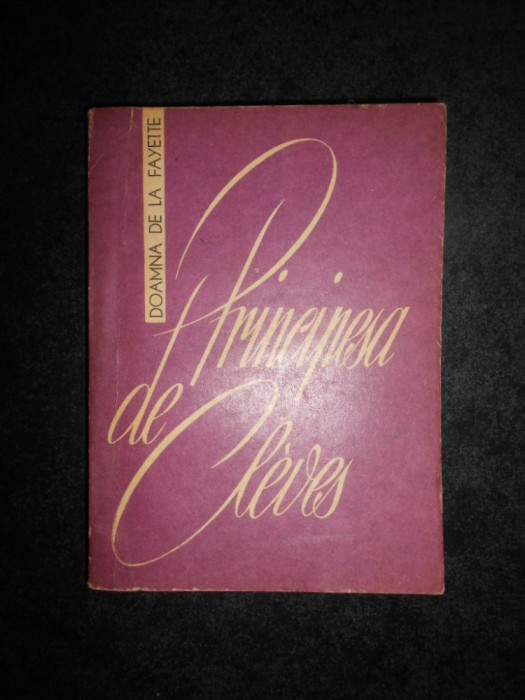 DOAMNA DE LA FAYETTE
Principesa
de Clèves